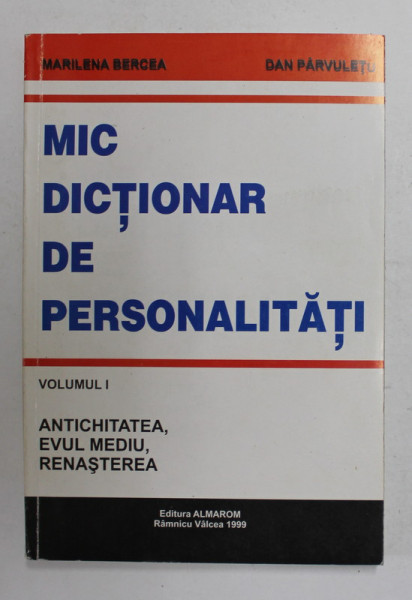 MARILENA BERCEA DAN PÂRVULEȚU
MIC
DICȚIONAR
DE
PERSONALITĂȚI
VOLUMUL I
ANTICHITATEA,
EVUL MEDIU,
RENAȘTEREA
Editura ALMAROM
Râmnicu Vâlcea 1999